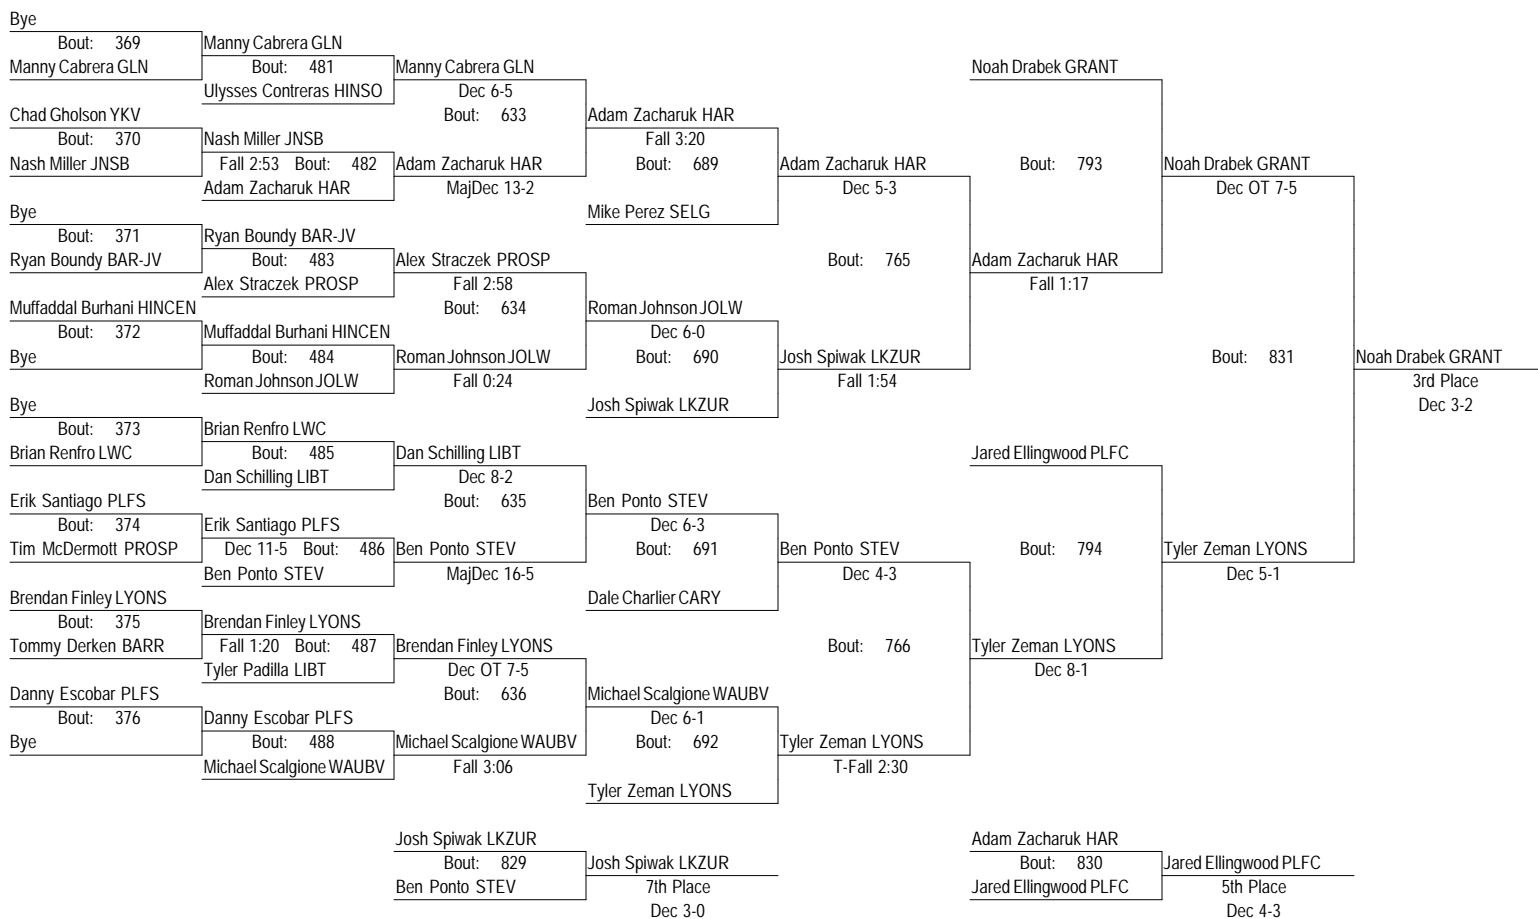 Bye
Bout: 369 Manny Cabrera GLN
Manny Cabrera GLN Bout: 481 Manny Cabrera GLN Noah Drabek GRANT
Ulysses Contreras HINSO Dec 6-5
Chad Gholson YKV Bout: 633 Adam Zacharuk HAR
Bout: 370 Nash Miller JNSB Fall 3:20
Nash Miller JNSB Fall 2:53 Bout: 482 Adam Zacharuk HAR Bout: 689 Adam Zacharuk HAR Bout: 793 Noah Drabek GRANT
Adam Zacharuk HAR MajDec 13-2 Dec 5-3 Dec OT 7-5
Bye Mike Perez SELG
Bout: 371 Ryan Boundy BAR-JV
Ryan Boundy BAR-JV Bout: 483 Alex Straczek PROSP Bout: 765 Adam Zacharuk HAR
Alex Straczek PROSP Fall 2:58 Fall 1:17
Muffaddal Burhani HINCEN Bout: 634 Roman Johnson JOLW
Bout: 372 Muffaddal Burhani HINCEN Dec 6-0
Bye Bout: 484 Roman Johnson JOLW Bout: 690 Josh Spiwak LKZUR Bout: 831 Noah Drabek GRANT
Roman Johnson JOLW Fall 0:24 Fall 1:54 3rd Place
Bye Josh Spiwak LKZUR Dec 3-2
Bout: 373 Brian Renfro LWC
Brian Renfro LWC Bout: 485 Dan Schilling LIBT Jared Ellingwood PLFC
Dan Schilling LIBT Dec 8-2
Erik Santiago PLFS Bout: 635 Ben Ponto STEV
Bout: 374 Erik Santiago PLFS Dec 6-3
Tim McDermott PROSP Dec 11-5 Bout: 486 Ben Ponto STEV Bout: 691 Ben Ponto STEV Bout: 794 Tyler Zeman LYONS
Ben Ponto STEV MajDec 16-5 Dec 4-3 Dec 5-1
Brendan Finley LYONS Dale Charlier CARY
Bout: 375 Brendan Finley LYONS
Tommy Derken BARR Fall 1:20 Bout: 487 Brendan Finley LYONS Bout: 766 Tyler Zeman LYONS
Tyler Padilla LIBT Dec OT 7-5 Dec 8-1
Danny Escobar PLFS Bout: 636 Michael Scalgione WAUBV
Bout: 376 Danny Escobar PLFS Dec 6-1
Bye Bout: 488 Michael Scalgione WAUBV Bout: 692 Tyler Zeman LYONS
Michael Scalgione WAUBV Fall 3:06 T-Fall 2:30
Tyler Zeman LYONS
Josh Spiwak LKZUR Adam Zacharuk HAR
Bout: 829 Josh Spiwak LKZUR Bout: 830 Jared Ellingwood PLFC
Ben Ponto STEV 7th Place Jared Ellingwood PLFC 5th Place
Dec 3-0 Dec 4-3